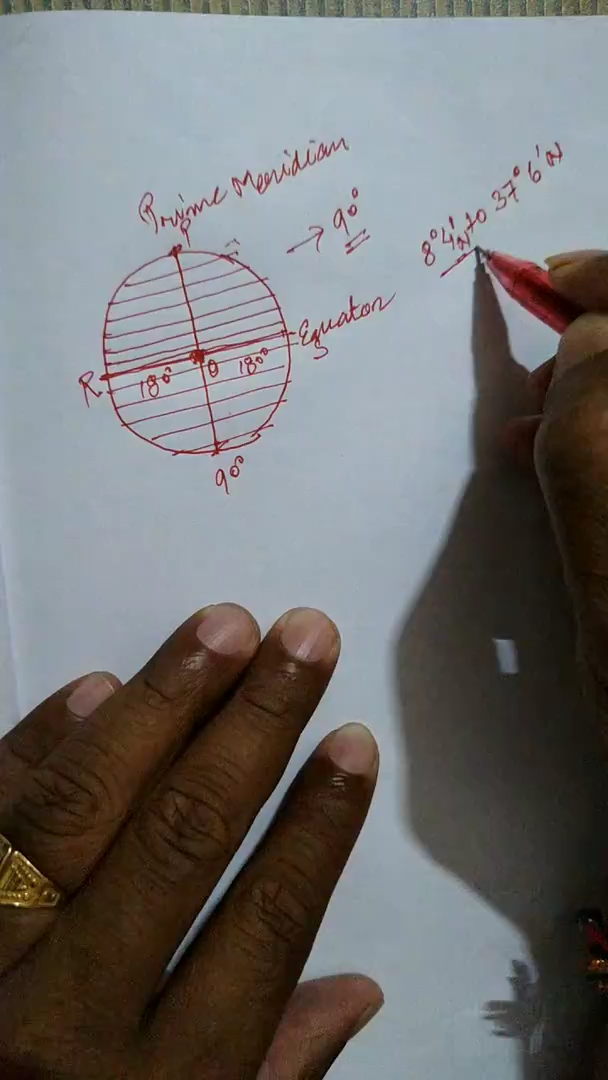 Prime Meridian
P
→ 90°
8°4'N to 37°6'N
Equator
R
180°
0
180°
90°